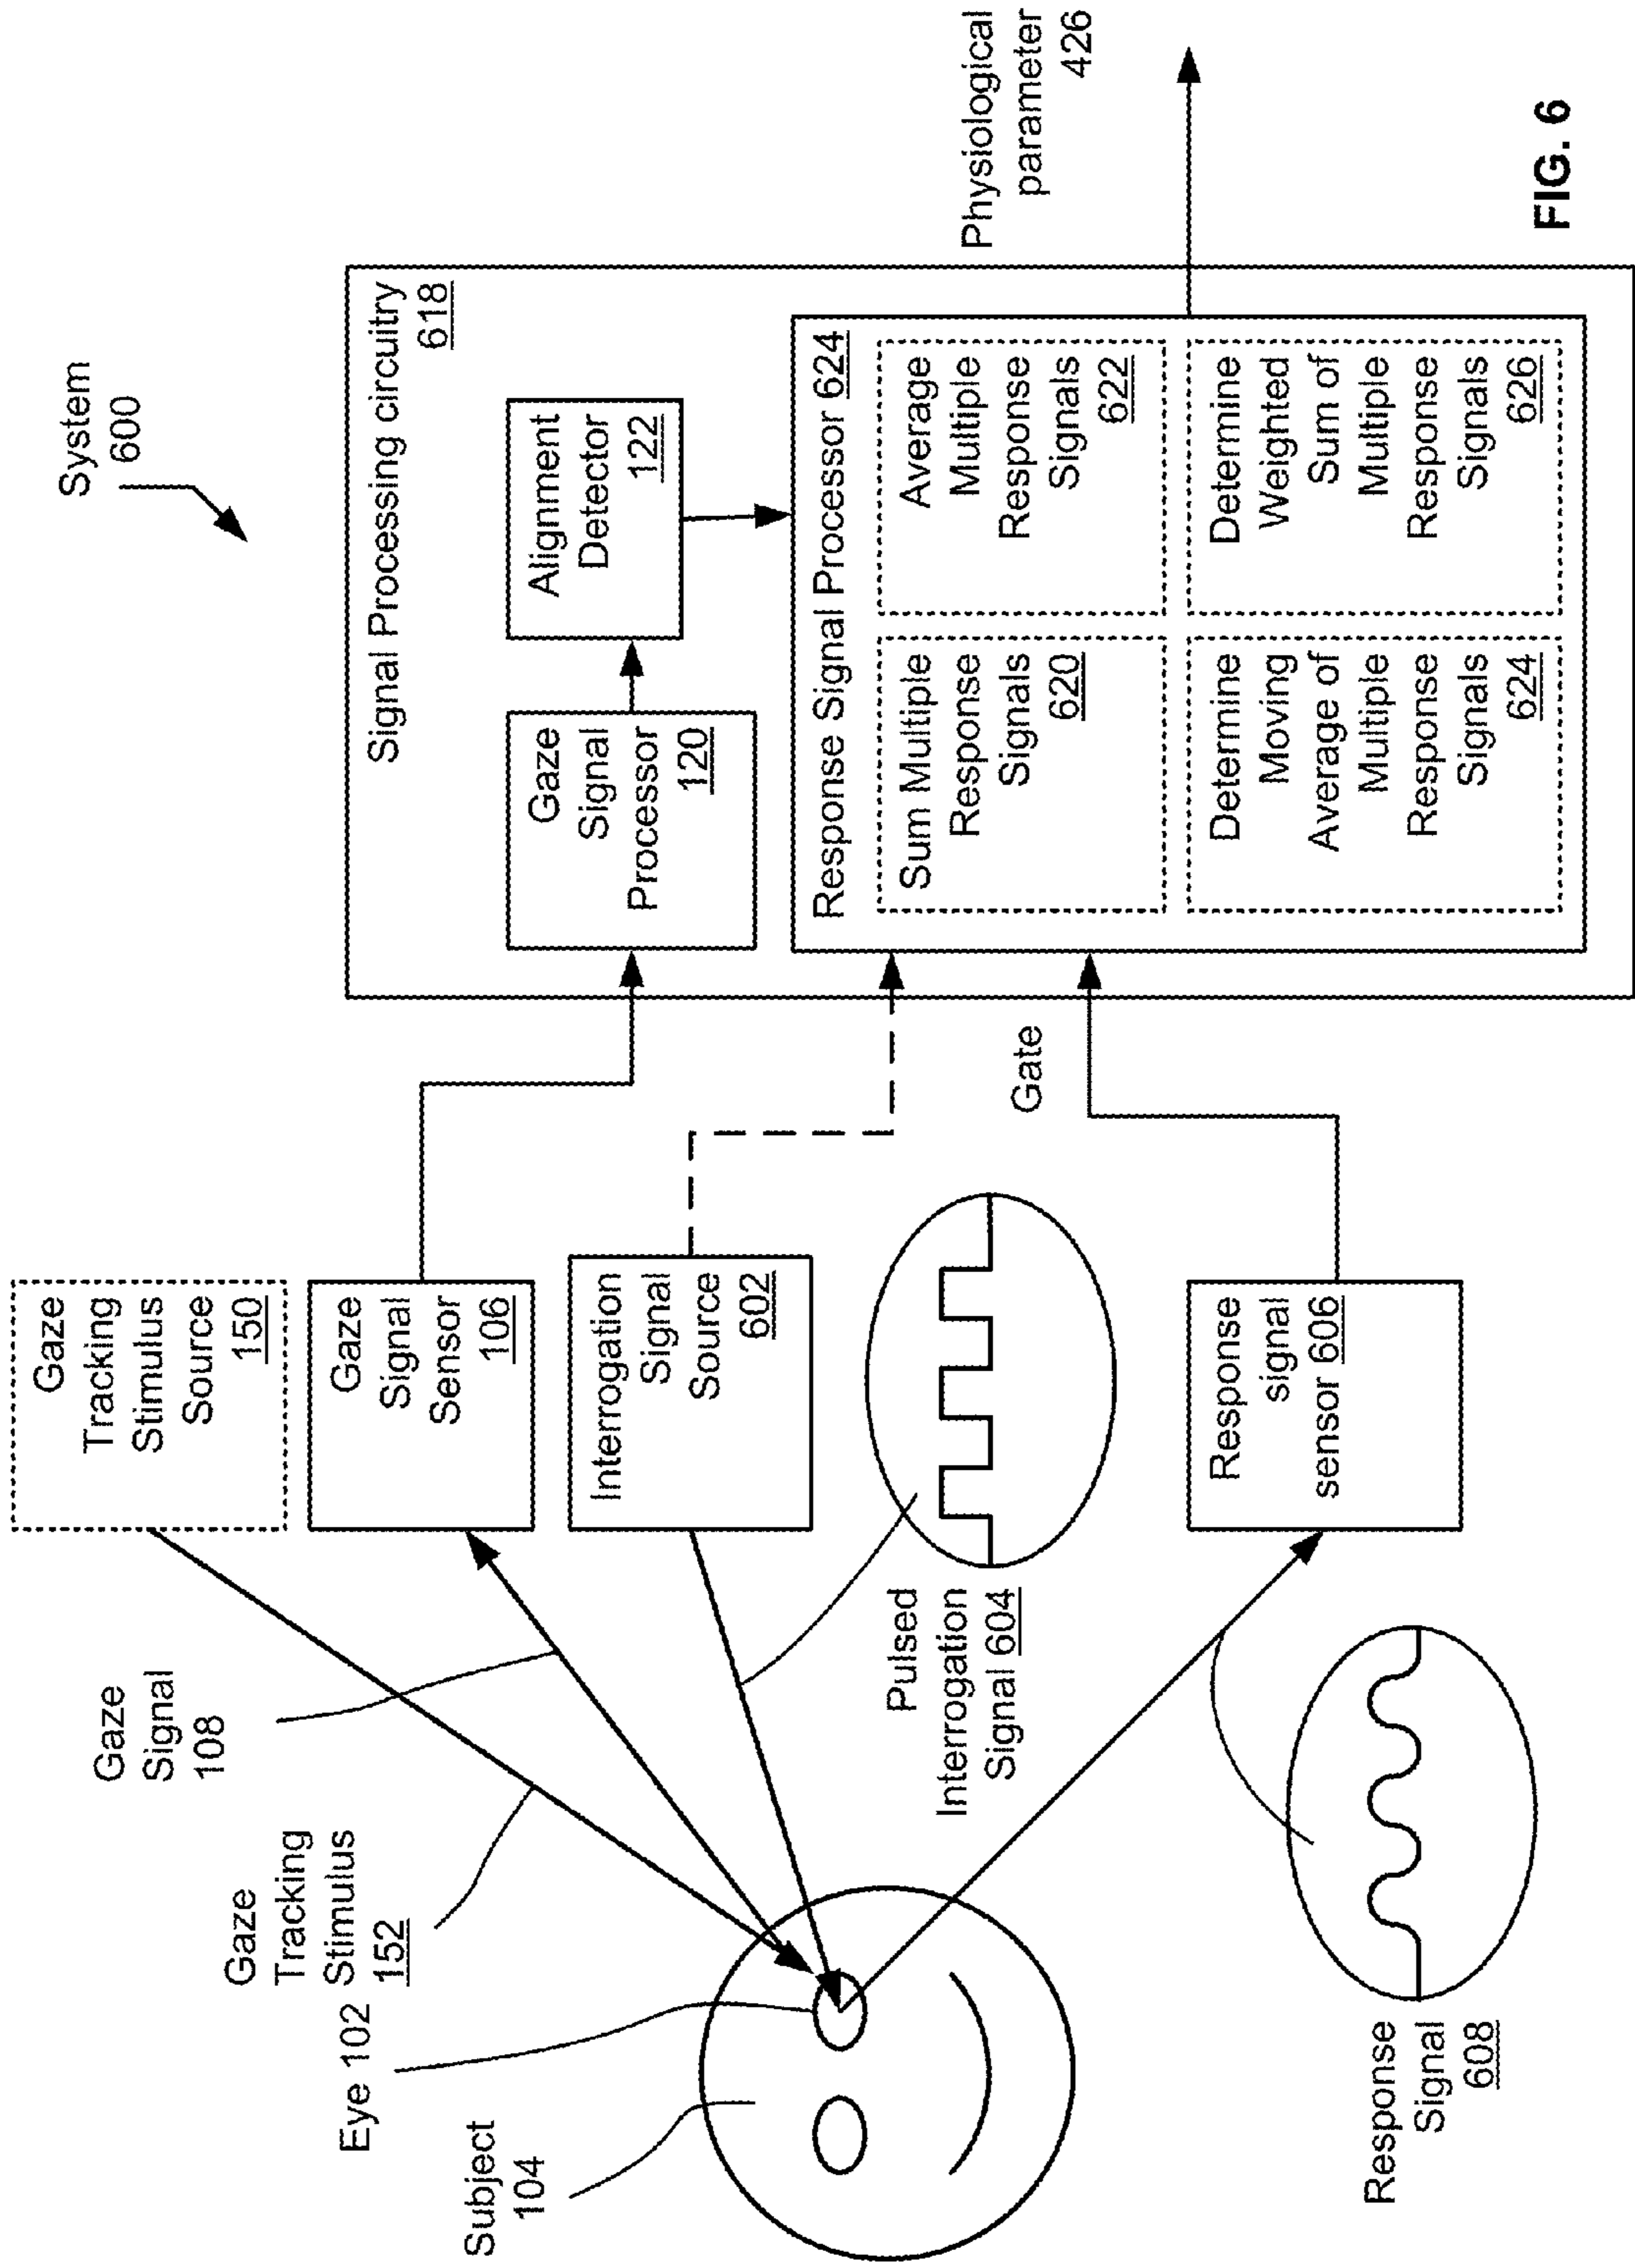 System
600
Gaze
Tracking
Stimulus
Source 150
Gaze
Signal
Sensor
106
Interrogation
Signal
Source
602
Response
signal
sensor 606
Gaze
Signal
108
Gaze
Tracking
Stimulus
152
Eye 102
Subject
104
Pulsed
Interrogation
Signal 604
Response
Signal
608
Gate
Signal Processing circuitry
618
Gaze
Signal
Processor
120
Alignment
Detector
122
Response Signal Processor 624
Sum Multiple
Response
Signals
620
Average
Multiple
Response
Signals
622
Determine
Moving
Average of
Multiple
Response
Signals
624
Determine
Weighted
Sum of
Multiple
Response
Signals
626
Physiological
parameter
426
FIG. 6